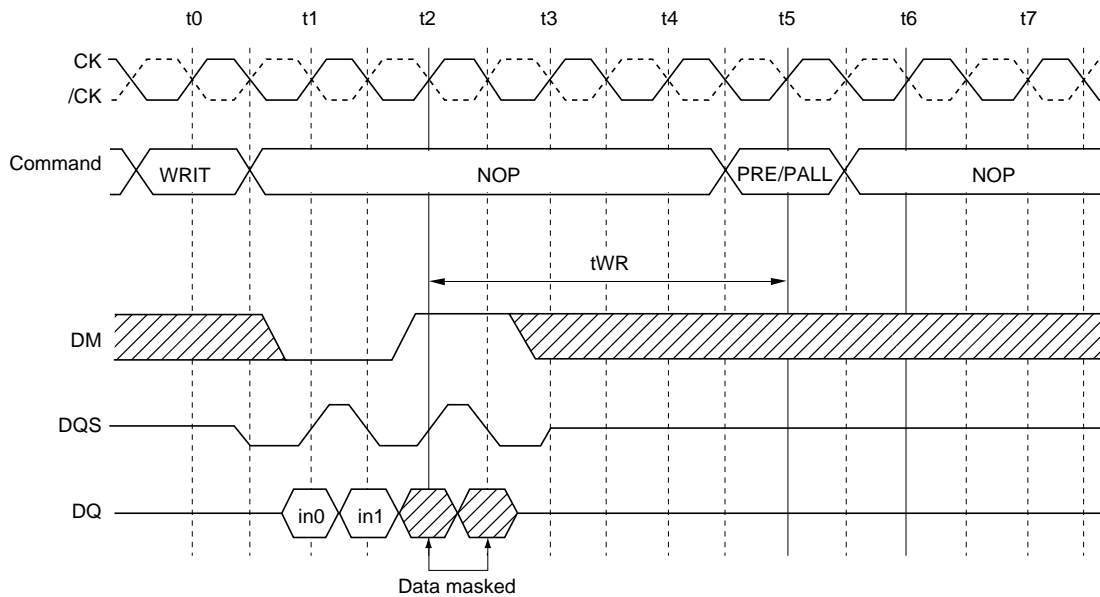 t0 t1 t2 t3 t4 t5 t6 t7
CK
/CK
Command WRIT NOP PRE/PALL NOP
tWR
DM
DQS
DQ in0 in1
Data masked